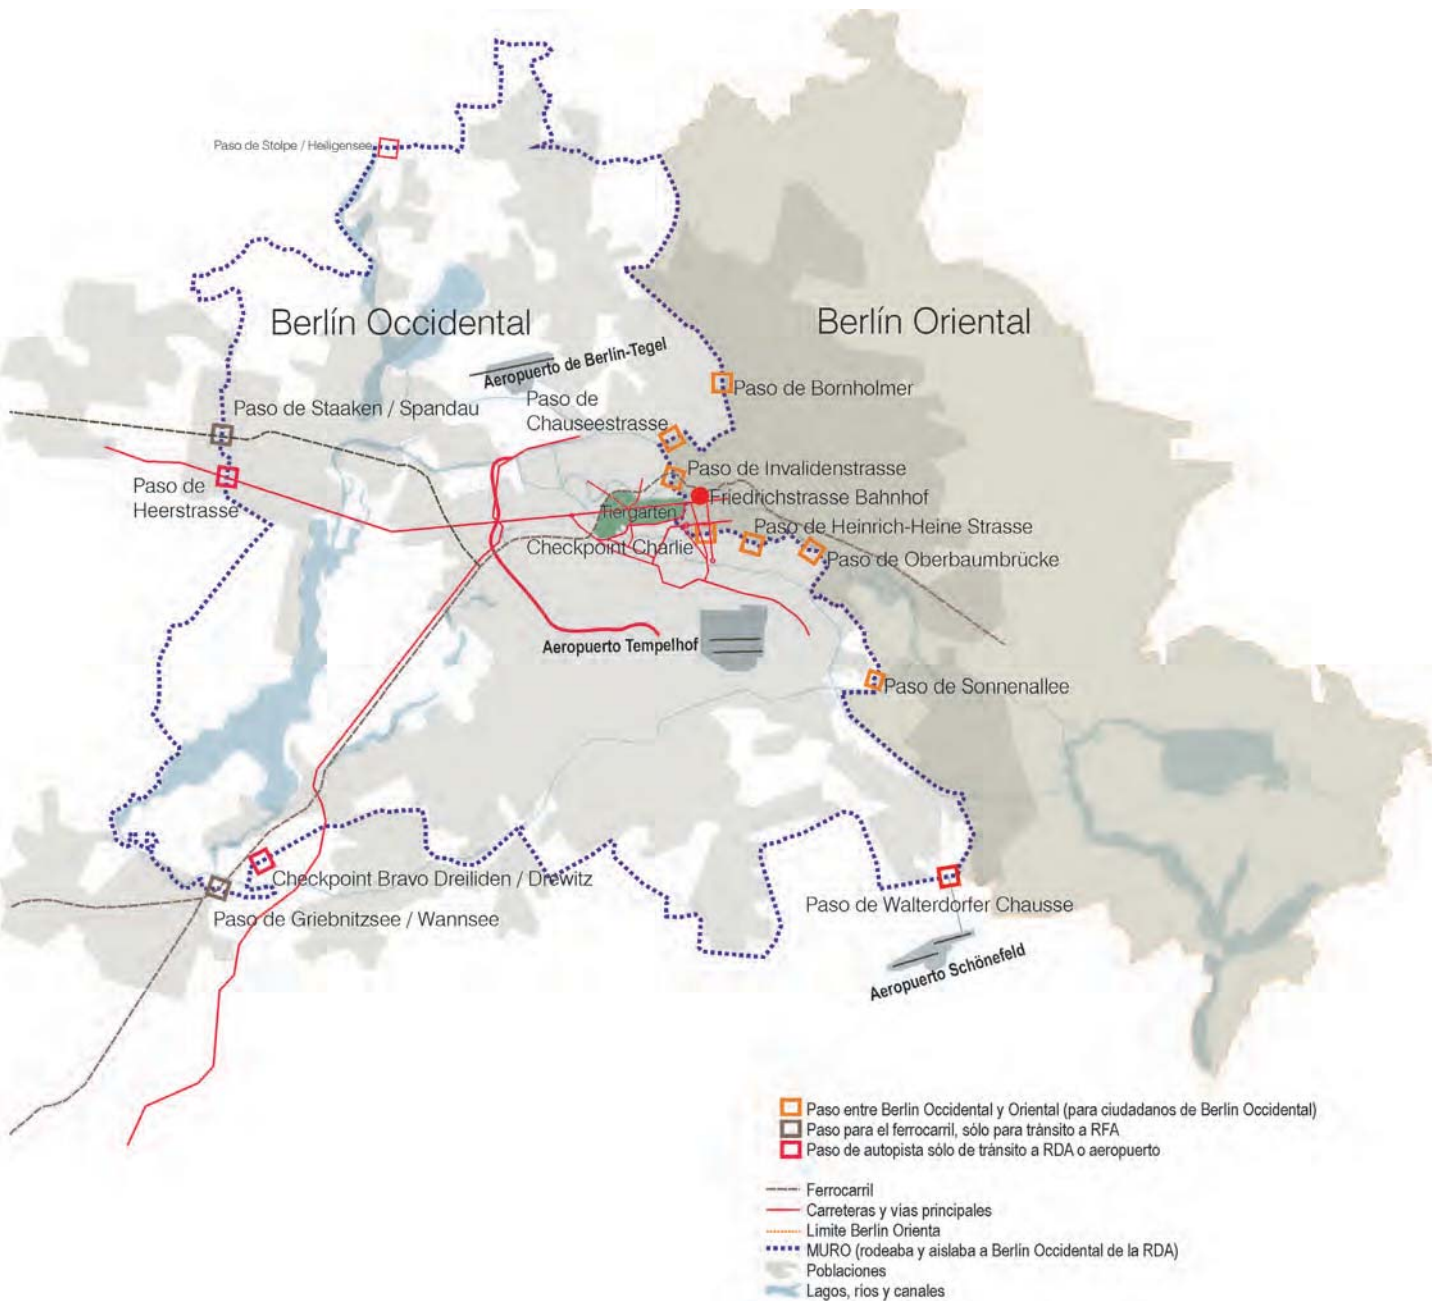 Paso de Stolpe / Heiligensee
Berlín Occidental
Berlín Oriental
Aeropuerto de Berlín-Tegel
Paso de Bornholmer
Paso de Staaken / Spandau
Paso de
Chauseestrasse
Paso de Invalidenstrasse
Paso de
Heerstrasse
Friedrichstrasse Bahnhof
Tiergarten
Paso de Heinrich-Heine Strasse
Checkpoint Charlie
Paso de Oberbaumbrücke
Aeropuerto Tempelhof
Paso de Sonnenallee
Checkpoint Bravo Dreiliden / Drewitz
Paso de Griebnitzsee / Wannsee
Paso de Walterdorfer Chausse
Aeropuerto Schönefeld
Paso entre Berlin Occidental y Oriental (para ciudadanos de Berlín Occidental)
Paso para el ferrocarril, sólo para tránsito a RFA
Paso de autopista sólo de tránsito a RDA o aeropuerto
Ferrocarril
Carreteras y vias principales
Limite Berlin Orienta
MURO (rodeaba y aislaba a Berlín Occidental de la RDA)
Poblaciones
Lagos, rios y canales